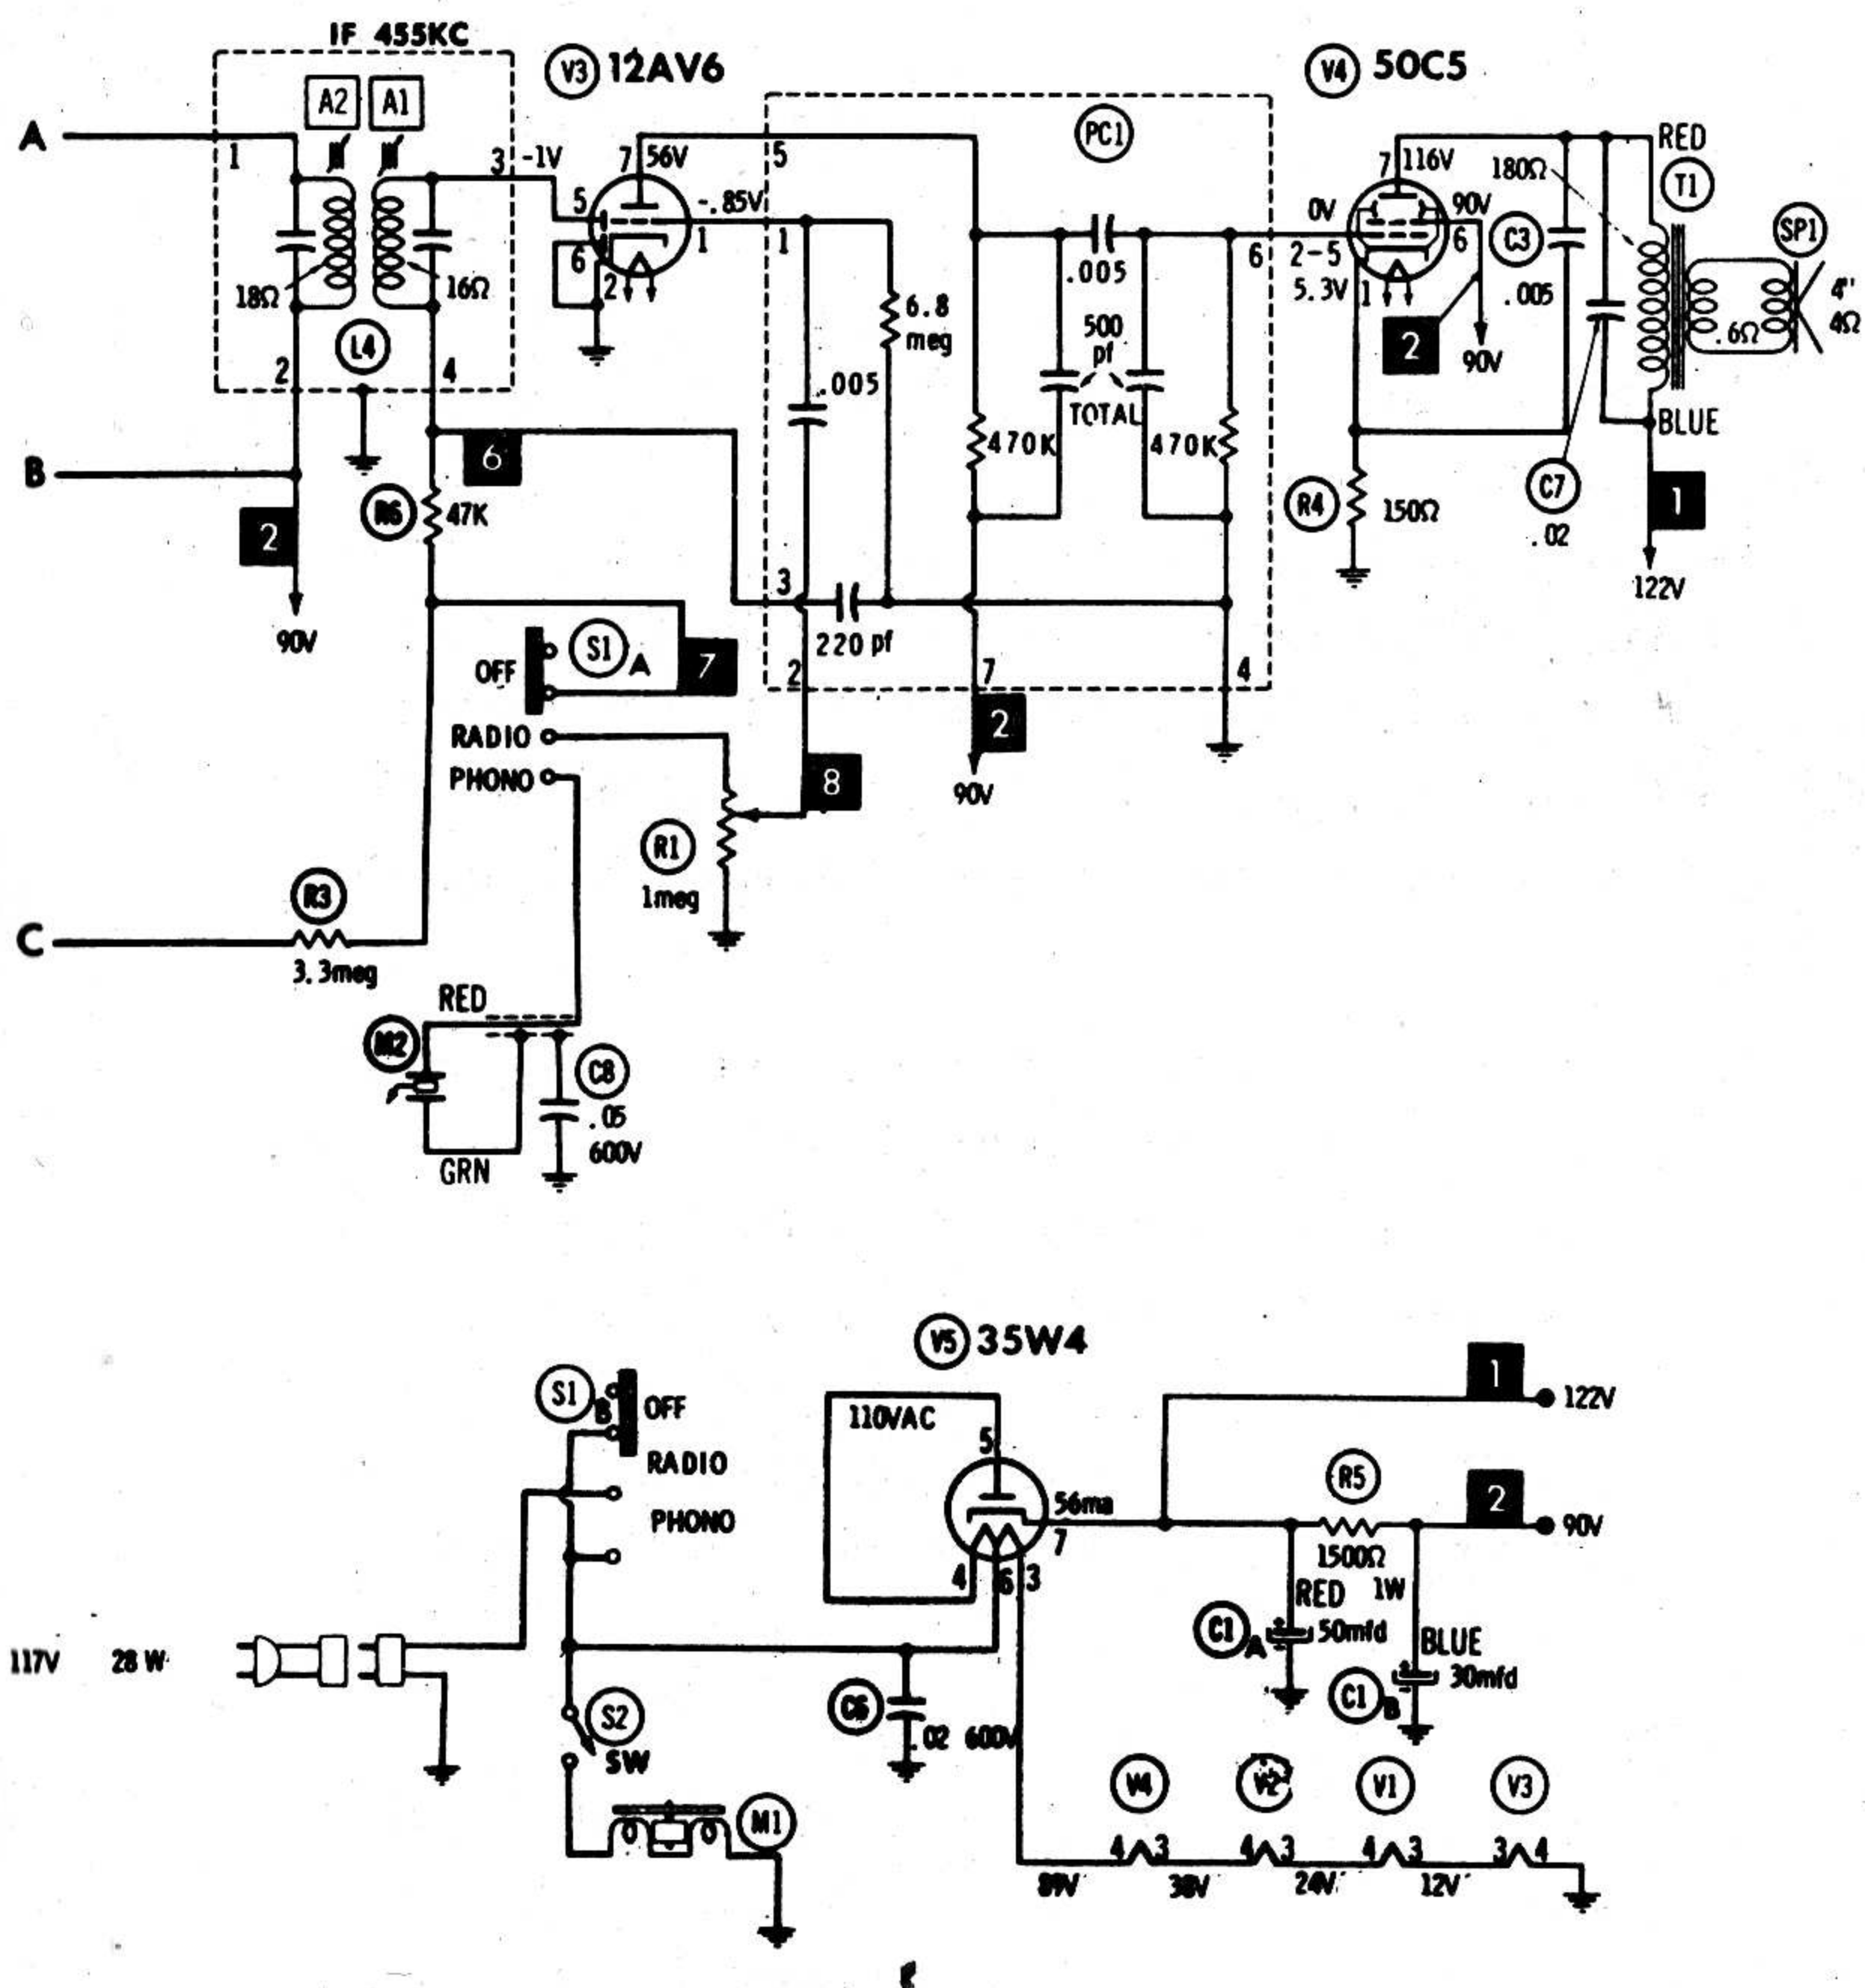 IF 455KC
V3 12AV6
V4 50C5
A2 A1
PC1
A
1
3 -1V
7 56V
5
7 116V
180Ω
RED
T1
5
-.85V
1
1
0V
90V
6
C3
SP1
18Ω
16Ω
6
2
.005
6
2-5
5.3V
1
.005
.6Ω
4"
4Ω
L4
2
4
6.8
meg
500
pf
TOTAL
2
90V
.005
470K
470K
BLUE
B
6
R6
47K
2
90V
R4
150Ω
C7
.02
1
122V
3
220 pf
OFF
S1 A
7
2
7
4
RADIO
PHONO
2
90V
8
R1
1meg
C
R3
3.3meg
RED
M2
C8
.05
600V
GRN
V5 35W4
S1 B
OFF
RADIO
PHONO
110VAC
5
56ma
7
4
6
3
1
122V
R5
1500Ω
1W
2
90V
RED
C1 A
50mfd
BLUE
C1 B
30mfd
117V 28 W
S2
SW
C6
.02 600V
M1
V4 V2 V1 V3
4 3 4 3 4 3 3 4
89V 38V 24V 12V